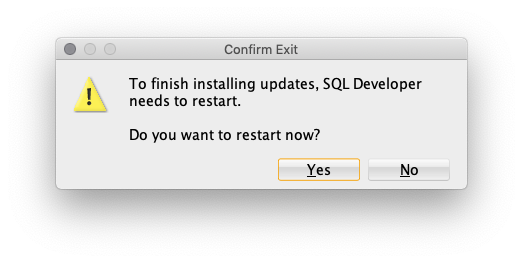 Confirm Exit
To finish installing updates, SQL Developer
needs to restart.
Do you want to restart now?
Yes
No